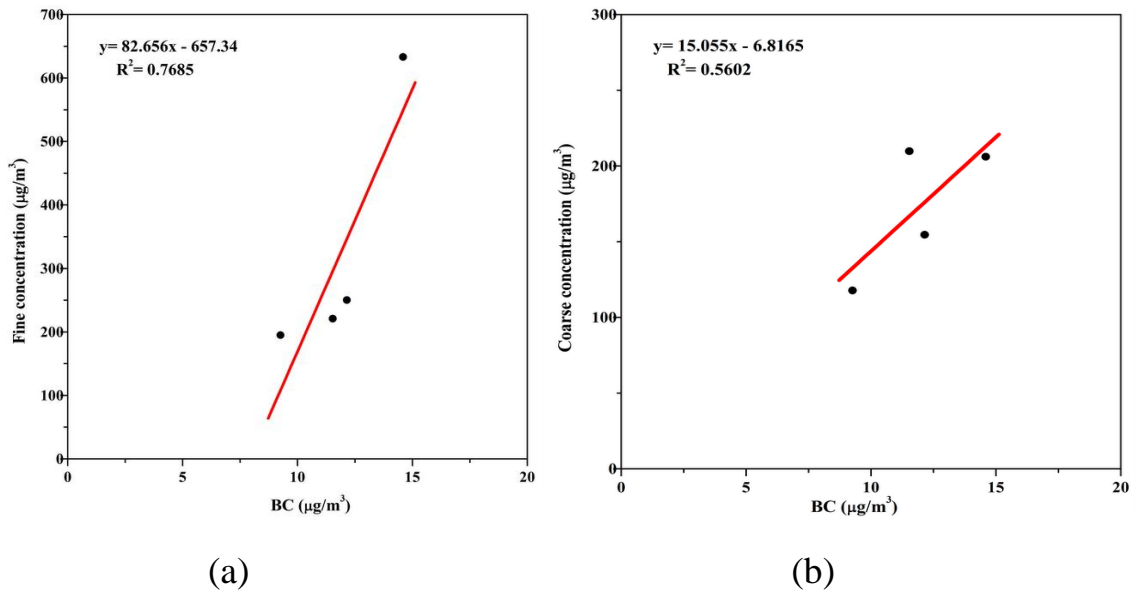 y= 82.656x - 657.34
R²= 0.7685
Fine concentration (µg/m³)
700
600
500
400
300
200
100
0
0 5 10 15 20
BC (µg/m³)
(a)
y = 15.055x - 6.8165
R²= 0.5602
Coarse concentration (µg/m³)
300
200
100
0
0 5 10 15 20
BC (µg/m³)
(b)